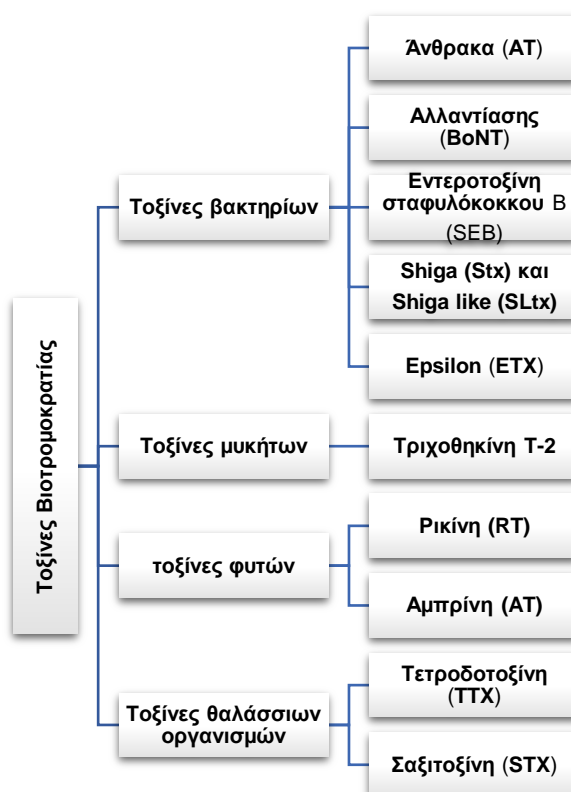 Τοξίνες Βιοτρομοκρατίας
Τοξίνες βακτηρίων
Άνθρακα (AT)
Αλλαντίασης
(BoNT)
Εντεροτοξίνη
σταφυλόκοκκου B
(SEB)
Shiga (Stx) και
Shiga like (SLtx)
Epsilon (ETX)
Τοξίνες μυκήτων
Τριχοθηκίνη Τ-2
τοξίνες φυτών
Ρικίνη (RT)
Αμπρίνη (AT)
Τοξίνες θαλάσσιων
οργανισμών
Τετροδοτοξίνη
(TTX)
Σαξιτοξίνη (STX)